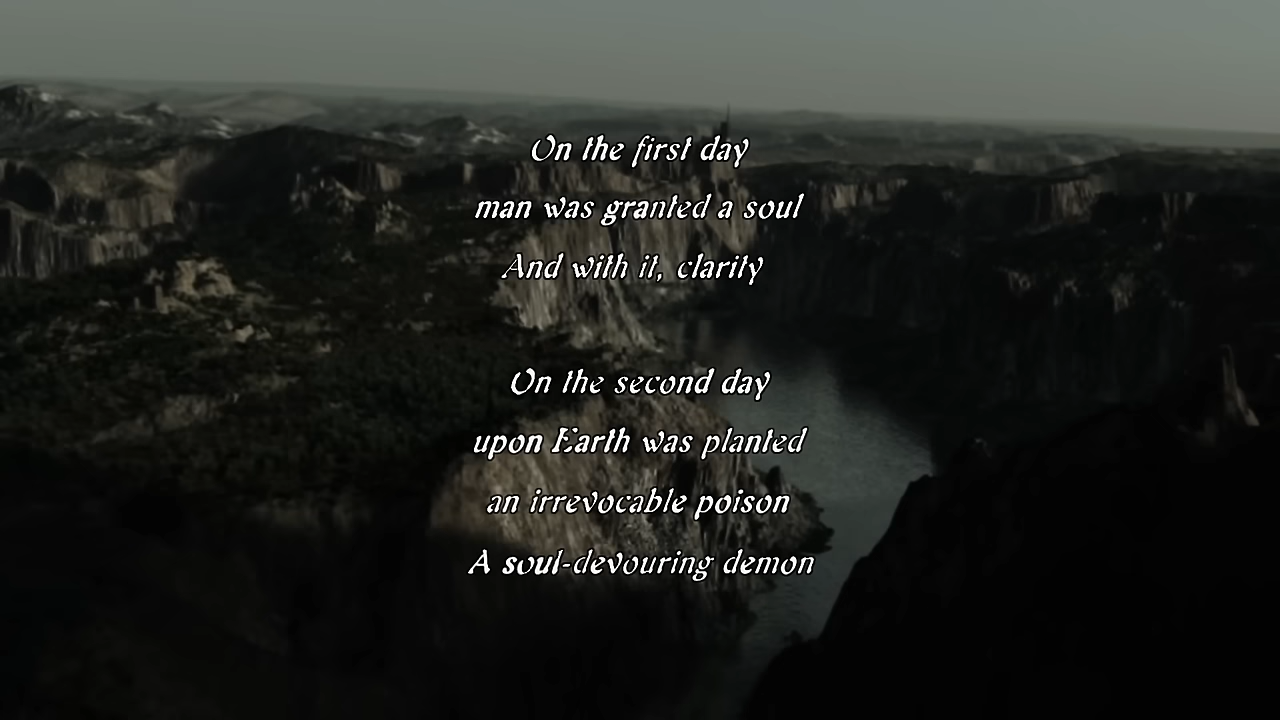 On the first day
man was granted a soul
And with it, clarity
On the second day
upon Earth was planted
an irrevocable poison
A soul-devouring demon